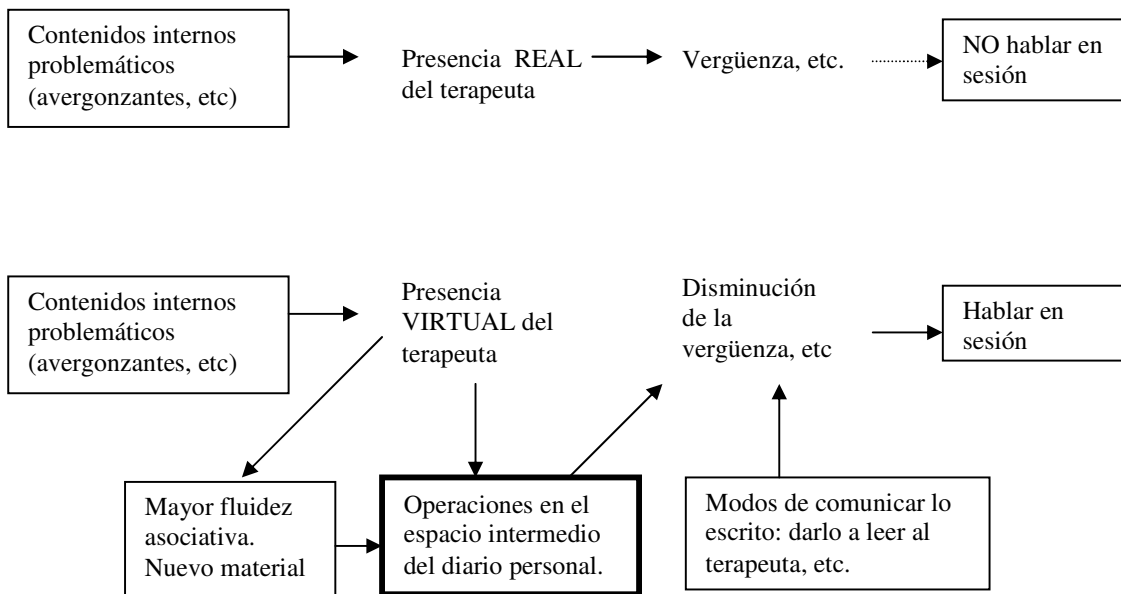 Contenidos internos
problemáticos
(avergonzantes, etc)
Presencia REAL
del terapeuta
Vergüenza, etc.
NO hablar en
sesión
Contenidos internos
problemáticos
(avergonzantes, etc)
Presencia
VIRTUAL del
terapeuta
Disminución
de la
vergüenza, etc
Hablar en
sesión
Mayor fluidez
asociativa.
Nuevo material
Operaciones en el
espacio intermedio
del diario personal.
Modos de comunicar lo
escrito: darlo a leer al
terapeuta, etc.